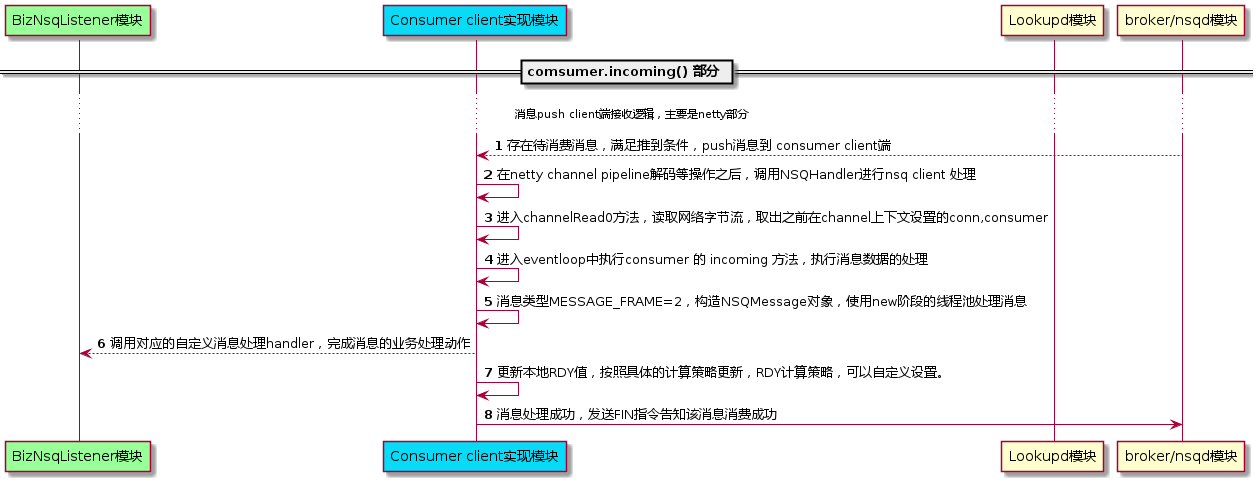 BizNsqListener模块
Consumer client实现模块
Lookupd模块
broker/nsqd模块
comsumer.incoming() 部分
消息push client端接收逻辑，主要是netty部分
1 存在待消费消息，满足推到条件，push消息到 consumer client端
2 在netty channel pipeline解码等操作之后，调用NSQHandler进行nsq client 处理
3 进入channelRead0方法，读取网络字节流，取出之前在channel上下文设置的conn,consumer
4 进入eventloop中执行consumer 的 incoming 方法，执行消息数据的处理
5 消息类型MESSAGE_FRAME=2，构造NSQMessage对象，使用new阶段的线程池处理消息
6 调用对应的自定义消息处理handler，完成消息的业务处理动作
7 更新本地RDY值，按照具体的计算策略更新，RDY计算策略，可以自定义设置。
8 消息处理成功，发送FIN指令告知该消息消费成功
BizNsqListener模块
Consumer client实现模块
Lookupd模块
broker/nsqd模块